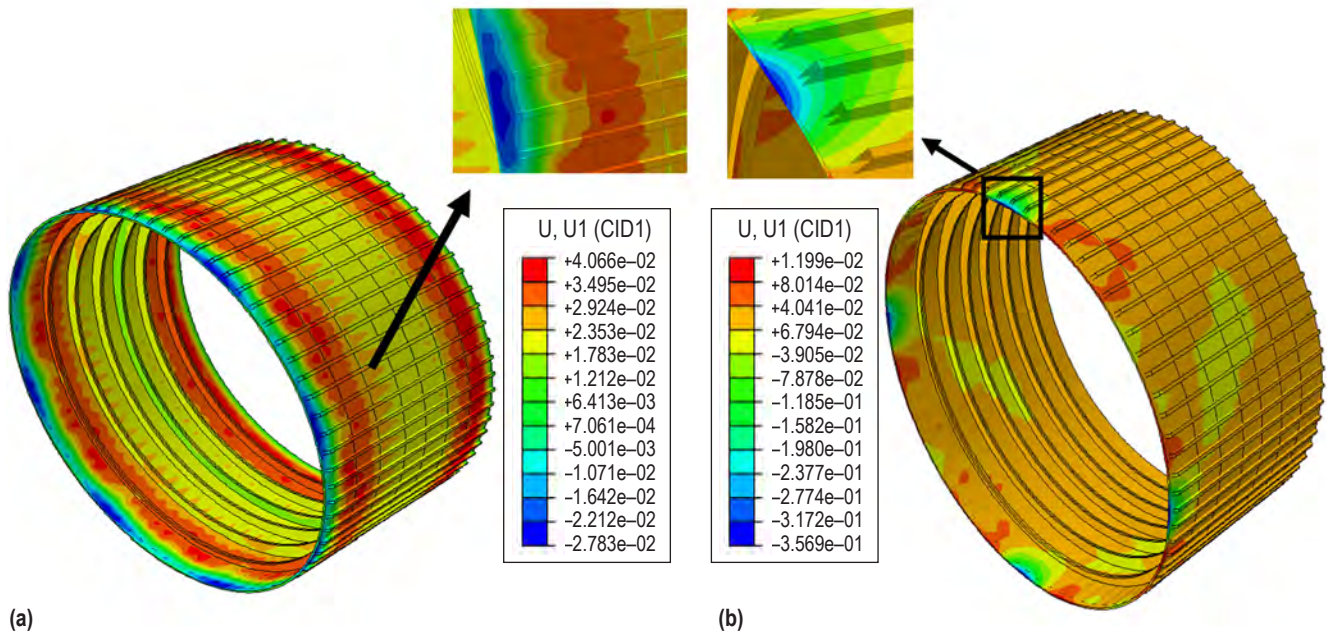 U, U1 (CID1)
+4.066e–02
+3.495e–02
+2.924e–02
+2.353e–02
+1.783e–02
+1.212e–02
+6.413e–03
+7.061e–04
–5.001e–03
–1.071e–02
–1.642e–02
–2.212e–02
–2.783e–02
U, U1 (CID1)
+1.199e–02
+8.014e–02
+4.041e–02
+6.794e–02
–3.905e–02
–7.878e–02
–1.185e–01
–1.582e–01
–1.980e–01
–2.377e–01
–2.774e–01
–3.172e–01
–3.569e–01
(a)
(b)